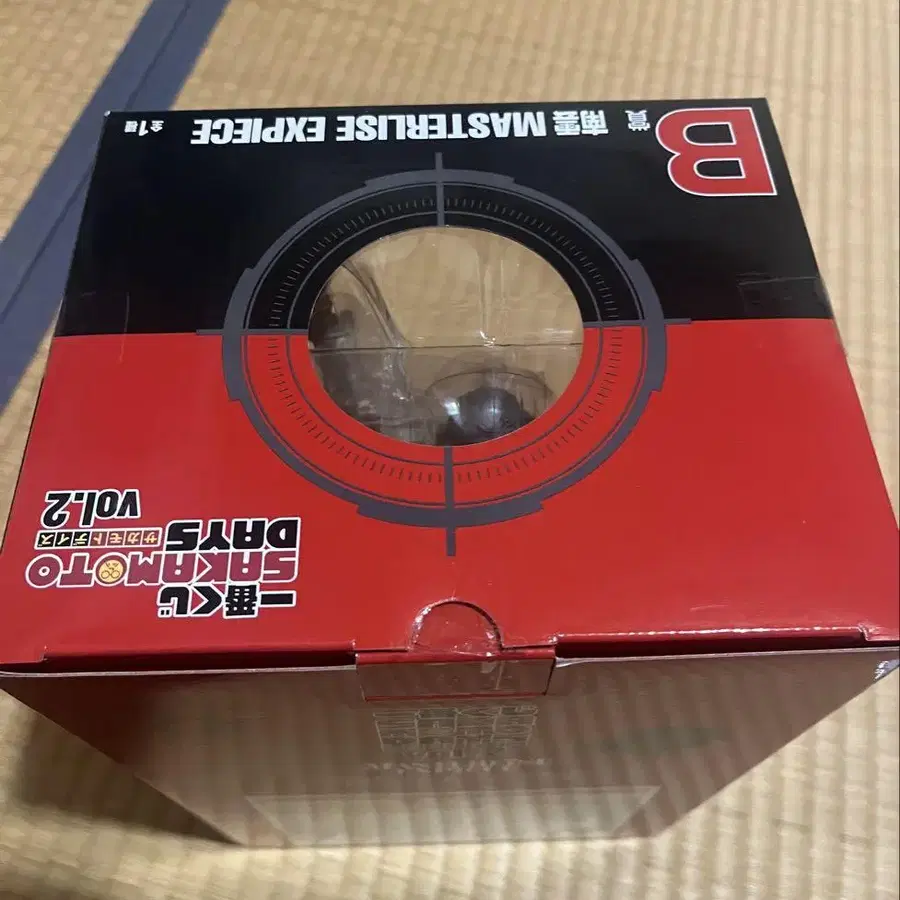 B賞 南雲 MASTERLISE EXPIECE
全1種
一番くじ
SAKAMOTO
DAYS
サカモトデイズ
vol.2